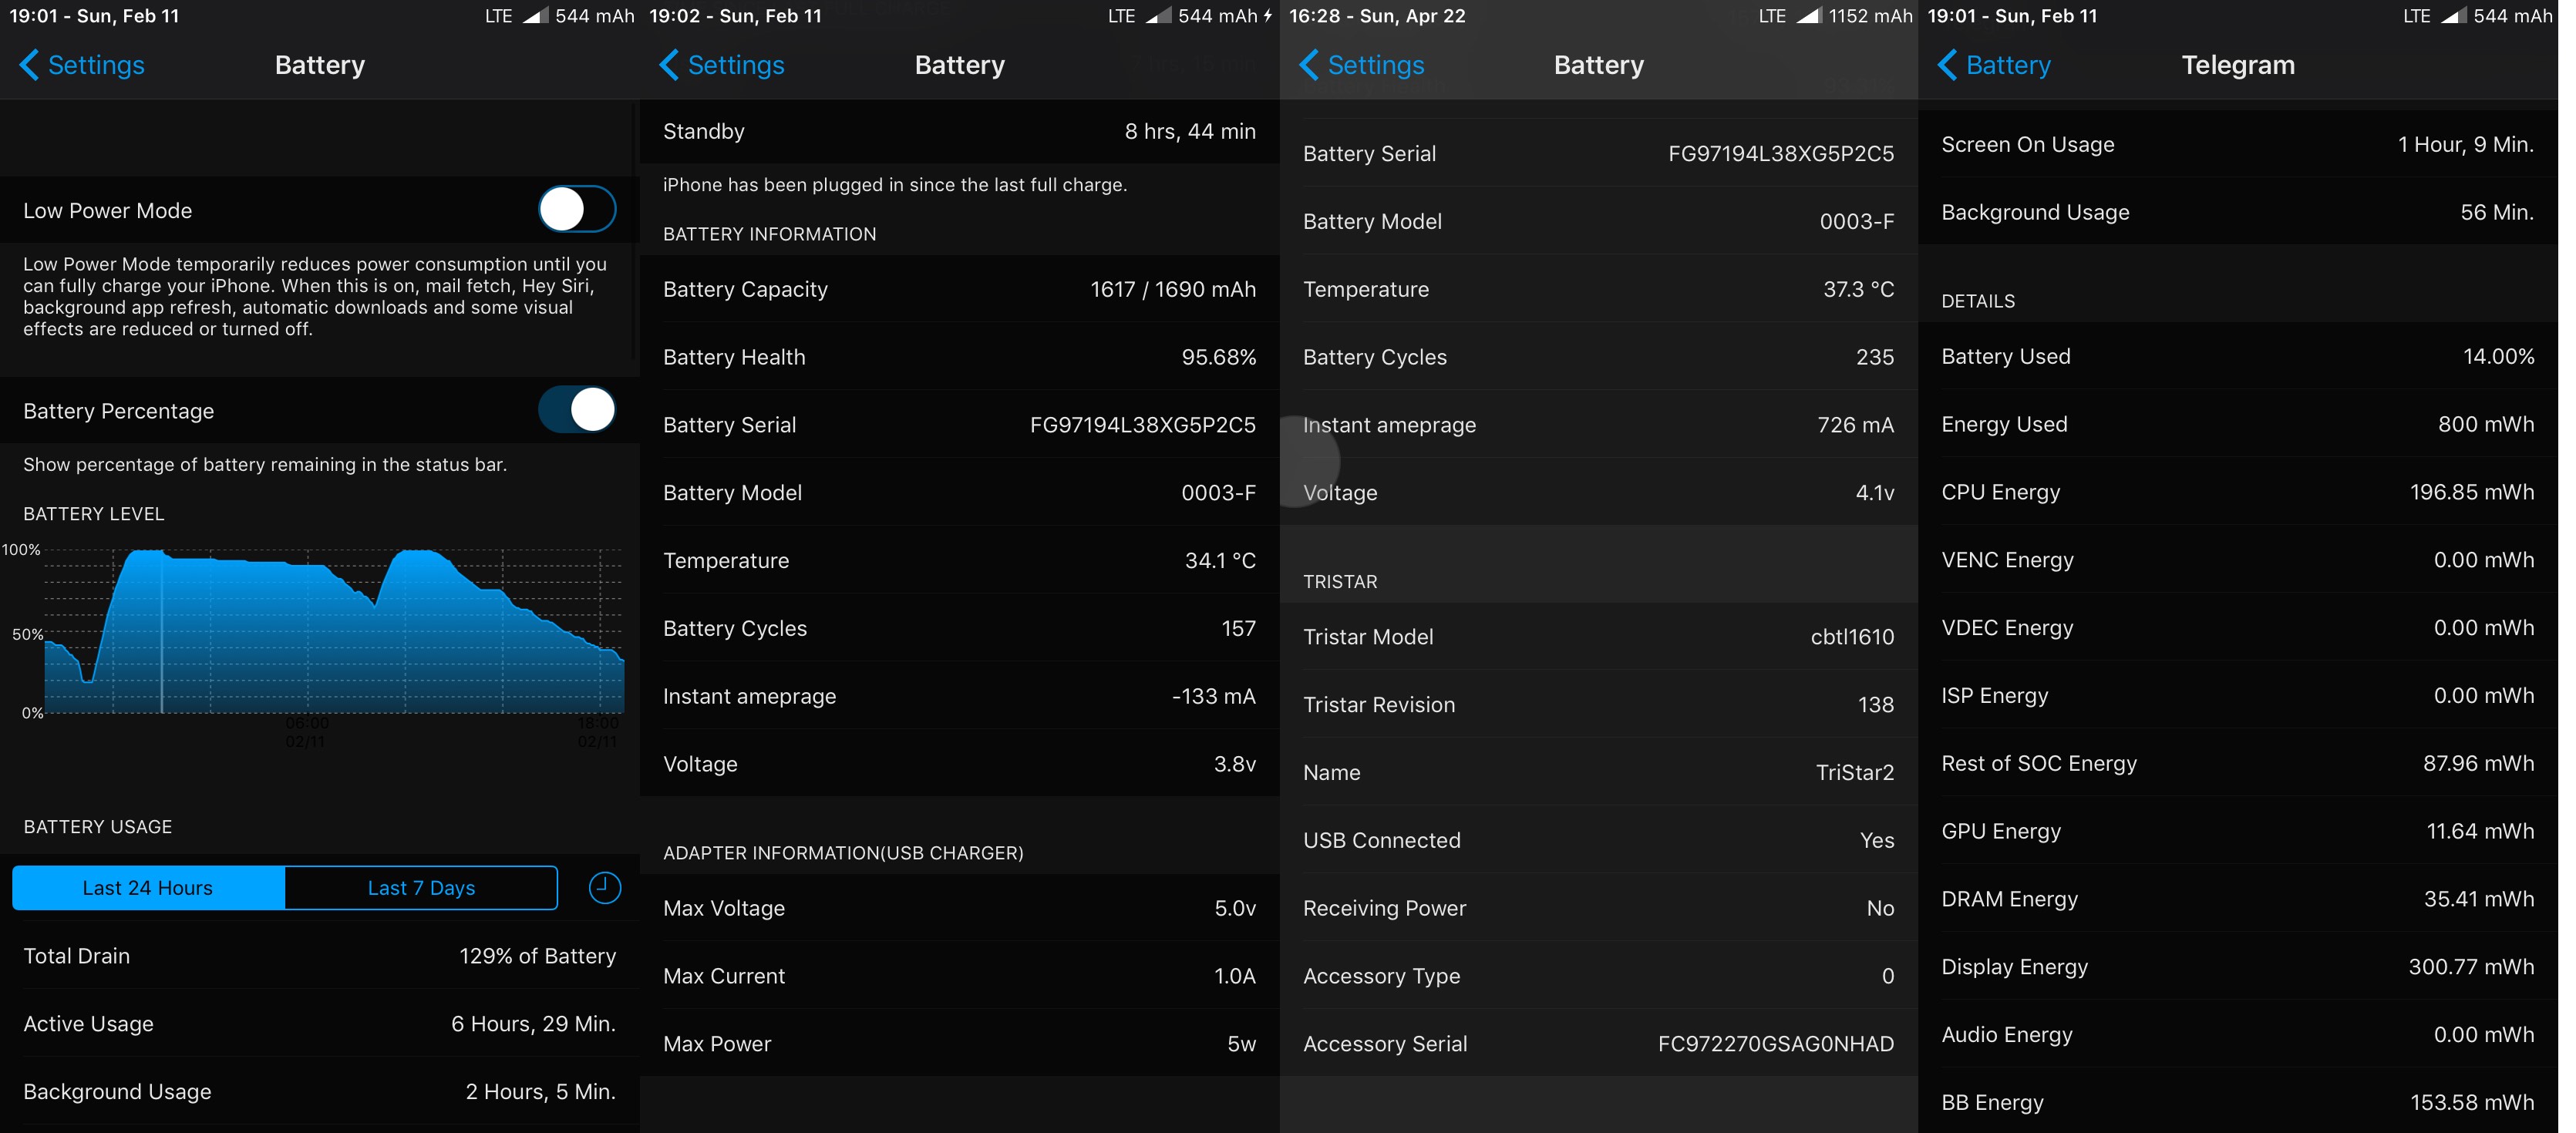 19:01 - Sun, Feb 11 LTE 544 mAh
Settings Battery
Low Power Mode
Low Power Mode temporarily reduces power consumption until you
can fully charge your iPhone. When this is on, mail fetch, Hey Siri,
background app refresh, automatic downloads and some visual
effects are reduced or turned off.
Battery Percentage
Show percentage of battery remaining in the status bar.
BATTERY LEVEL
100%
50%
0%
06:00 18:00
02/11 02/11
BATTERY USAGE
Last 24 Hours Last 7 Days
Total Drain 129% of Battery
Active Usage 6 Hours, 29 Min.
Background Usage 2 Hours, 5 Min.
19:02 - Sun, Feb 11 LTE 544 mAh
Settings Battery
Standby 8 hrs, 44 min
iPhone has been plugged in since the last full charge.
BATTERY INFORMATION
Battery Capacity 1617 / 1690 mAh
Battery Health 95.68%
Battery Serial FG97194L38XG5P2C5
Battery Model 0003-F
Temperature 34.1 °C
Battery Cycles 157
Instant ameprage -133 mA
Voltage 3.8v
ADAPTER INFORMATION(USB CHARGER)
Max Voltage 5.0v
Max Current 1.0A
Max Power 5w
16:28 - Sun, Apr 22 LTE 1152 mAh
Settings Battery
Battery Serial FG97194L38XG5P2C5
Battery Model 0003-F
Temperature 37.3 °C
Battery Cycles 235
Instant ameprage 726 mA
Voltage 4.1v
TRISTAR
Tristar Model cbtl1610
Tristar Revision 138
Name TriStar2
USB Connected Yes
Receiving Power No
Accessory Type 0
Accessory Serial FC972270GSAG0NHAD
19:01 - Sun, Feb 11 LTE 544 mAh
Battery Telegram
Screen On Usage 1 Hour, 9 Min.
Background Usage 56 Min.
DETAILS
Battery Used 14.00%
Energy Used 800 mWh
CPU Energy 196.85 mWh
VENC Energy 0.00 mWh
VDEC Energy 0.00 mWh
ISP Energy 0.00 mWh
Rest of SOC Energy 87.96 mWh
GPU Energy 11.64 mWh
DRAM Energy 35.41 mWh
Display Energy 300.77 mWh
Audio Energy 0.00 mWh
BB Energy 153.58 mWh